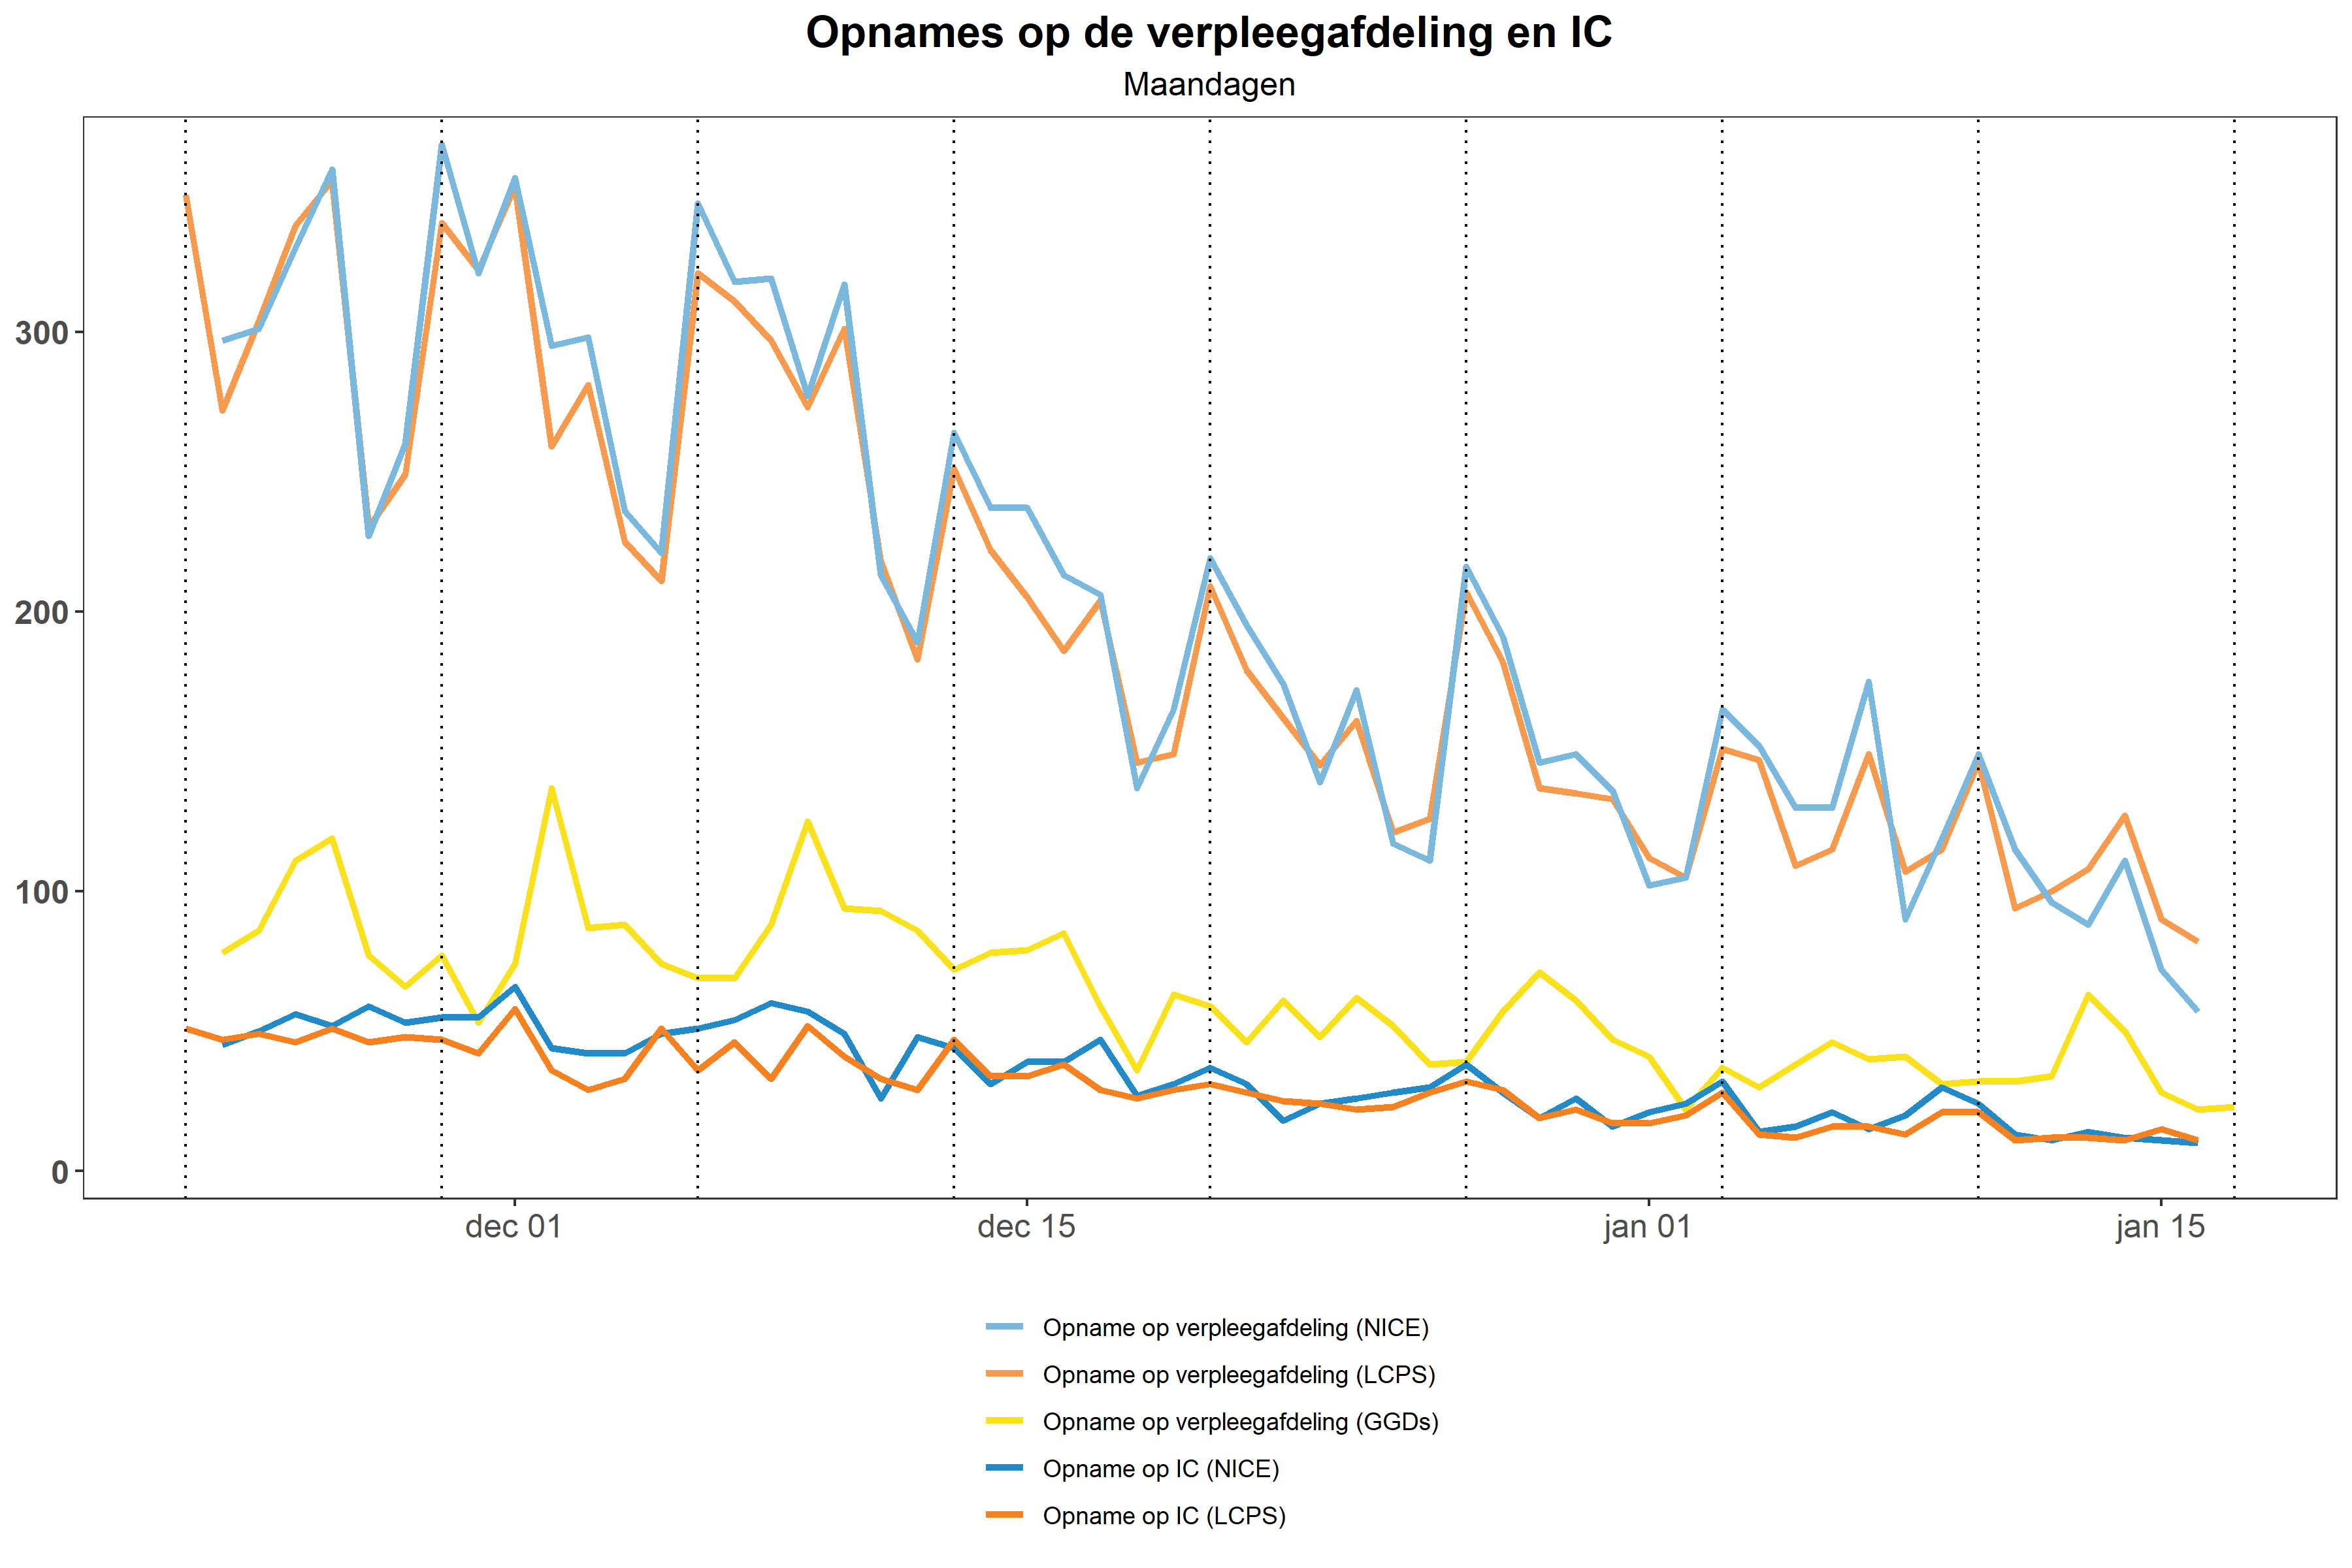 Opnames op de verpleegafdeling en IC
Maandagen
300
200
100
0
dec 01 dec 15 jan 01 jan 15
Opname op verpleegafdeling (NICE)
Opname op verpleegafdeling (LCPS)
Opname op verpleegafdeling (GGDs)
Opname op IC (NICE)
Opname op IC (LCPS)